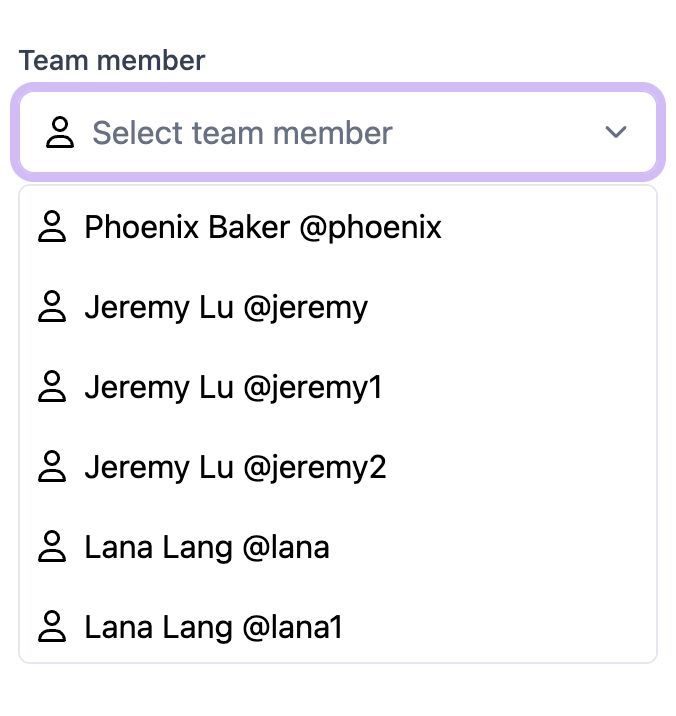 Team member
Select team member
Phoenix Baker @phoenix
Jeremy Lu @jeremy
Jeremy Lu @jeremy1
Jeremy Lu @jeremy2
Lana Lang @lana
Lana Lang @lana1